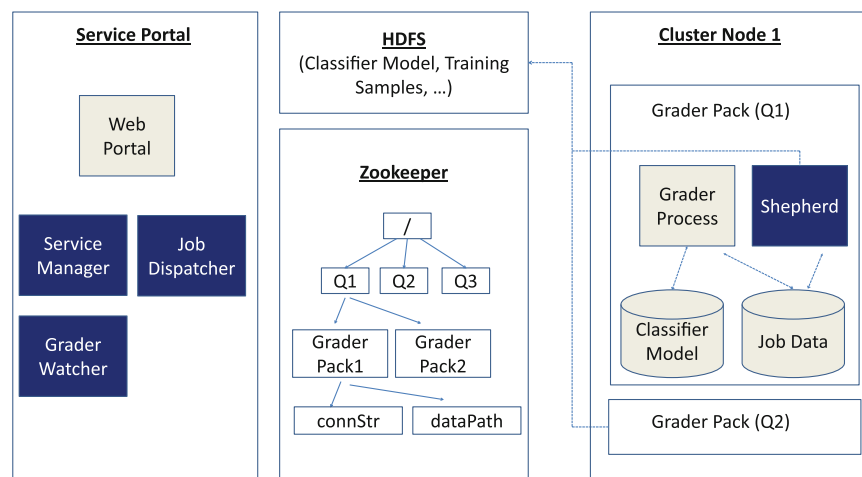 Service Portal
Web
Portal
Service
Manager
Job
Dispatcher
Grader
Watcher
HDFS
(Classifier Model, Training
Samples, ...)
Zookeeper
/
Q1
Q2
Q3
Grader
Pack1
Grader
Pack2
connStr
dataPath
Cluster Node 1
Grader Pack (Q1)
Grader
Process
Shepherd
Classifier
Model
Job Data
Grader Pack (Q2)